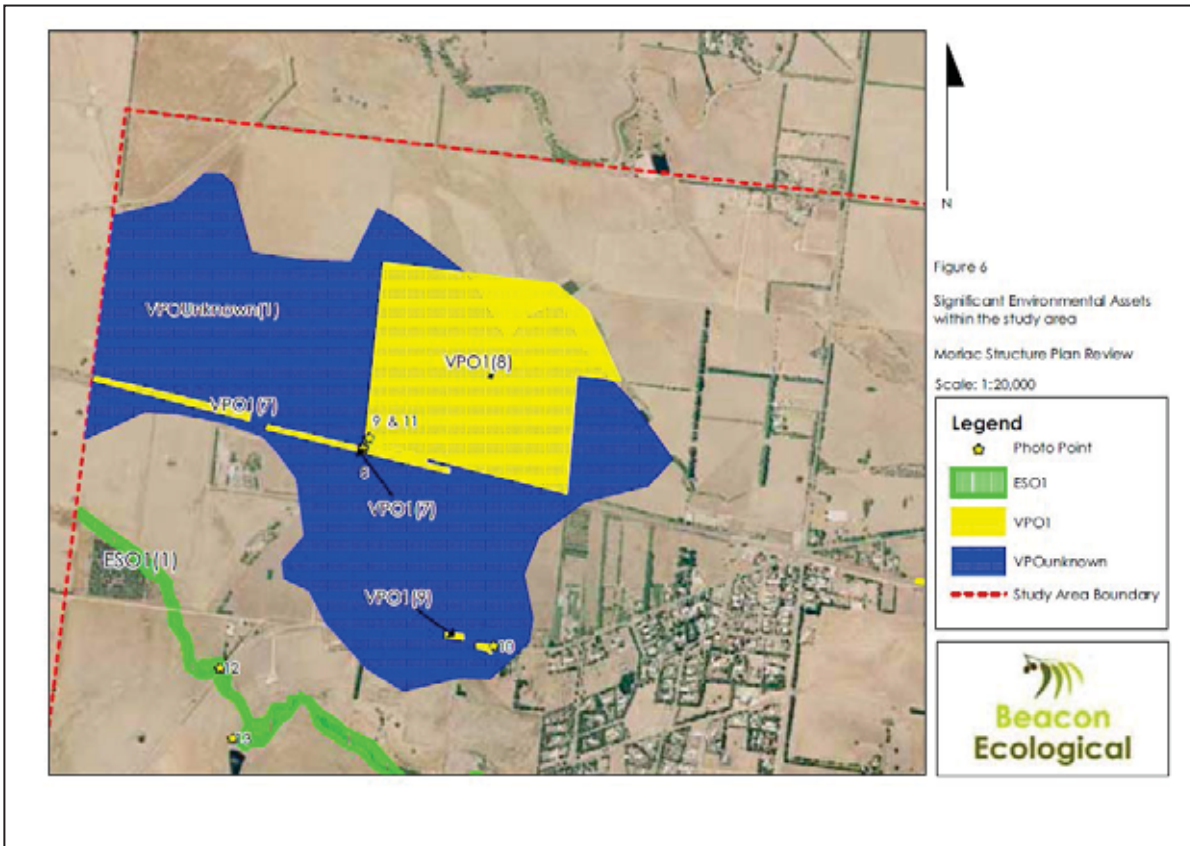 VPOUnknown(1)
VPO1(8)
VPO1(7)
9 & 11
8
VPO1(7)
ESO1(1)
VPO1(9)
10
12
13
N
Figure 6
Significant Environmental Assets
within the study area
Moriac Structure Plan Review
Scale: 1:20,000
Legend
Photo Point
ESO1
VPO1
VPOunknown
Study Area Boundary
Beacon
Ecological